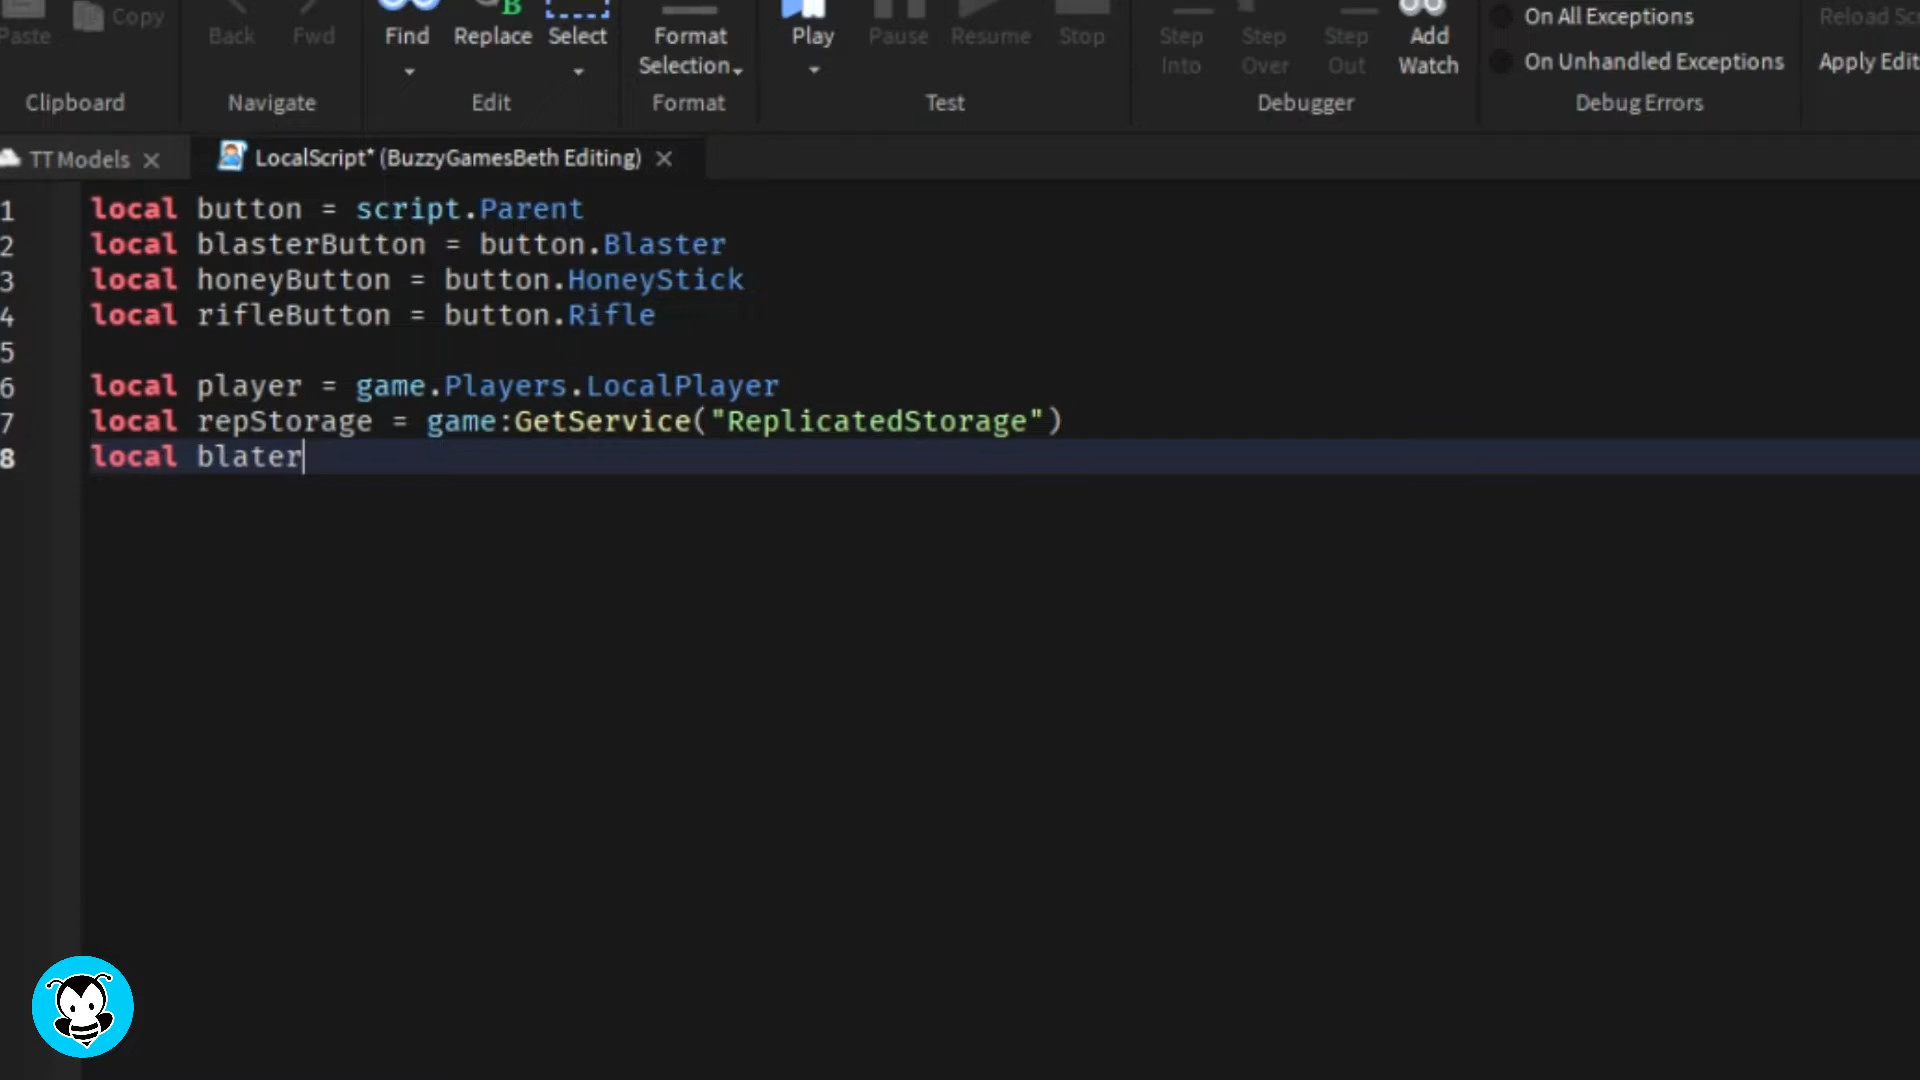 Paste
Copy
Back
Fwd
Find
Replace
Select
Format
Selection
Play
Pause
Resume
Stop
Step
Into
Step
Over
Step
Out
Add
Watch
On All Exceptions
On Unhandled Exceptions
Reload Sc
Apply Edit
Clipboard
Navigate
Edit
Format
Test
Debugger
Debug Errors
TT Models
LocalScript* (BuzzyGamesBeth Editing)
1 local button = script.Parent
2 local blasterButton = button.Blaster
3 local honeyButton = button.HoneyStick
4 local rifleButton = button.Rifle
5
6 local player = game.Players.LocalPlayer
7 local repStorage = game:GetService("ReplicatedStorage")
8 local blater